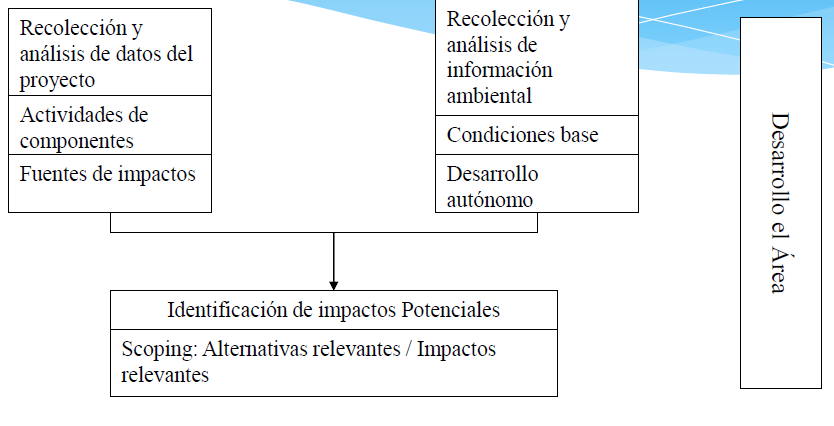 Recolección y
análisis de datos del
proyecto
Actividades de
componentes
Fuentes de impactos
Recolección y
análisis de
información
ambiental
Condiciones base
Desarrollo
autónomo
Identificación de impactos Potenciales
Scoping: Alternativas relevantes / Impactos
relevantes
Desarrollo el Área